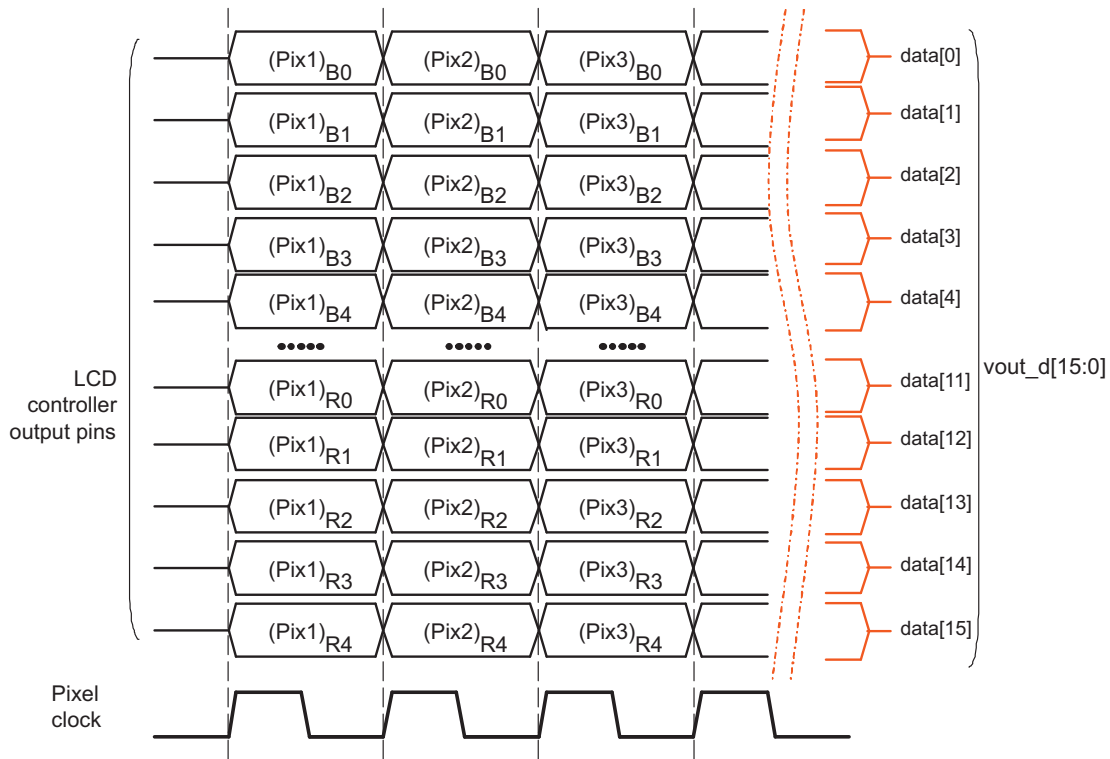 (Pix1)B0 (Pix2)B0 (Pix3)B0 data[0]
(Pix1)B1 (Pix2)B1 (Pix3)B1 data[1]
(Pix1)B2 (Pix2)B2 (Pix3)B2 data[2]
(Pix1)B3 (Pix2)B3 (Pix3)B3 data[3]
(Pix1)B4 (Pix2)B4 (Pix3)B4 data[4]
••••• ••••• •••••
LCD
controller
output pins
(Pix1)R0 (Pix2)R0 (Pix3)R0 data[11]
vout_d[15:0]
(Pix1)R1 (Pix2)R1 (Pix3)R1 data[12]
(Pix1)R2 (Pix2)R2 (Pix3)R2 data[13]
(Pix1)R3 (Pix2)R3 (Pix3)R3 data[14]
(Pix1)R4 (Pix2)R4 (Pix3)R4 data[15]
Pixel
clock